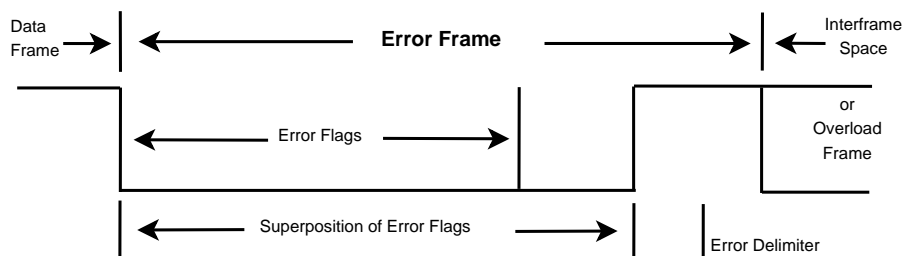 Data
Frame
Error Frame
Interframe
Space
or
Overload
Frame
Error Flags
Superposition of Error Flags
Error Delimiter